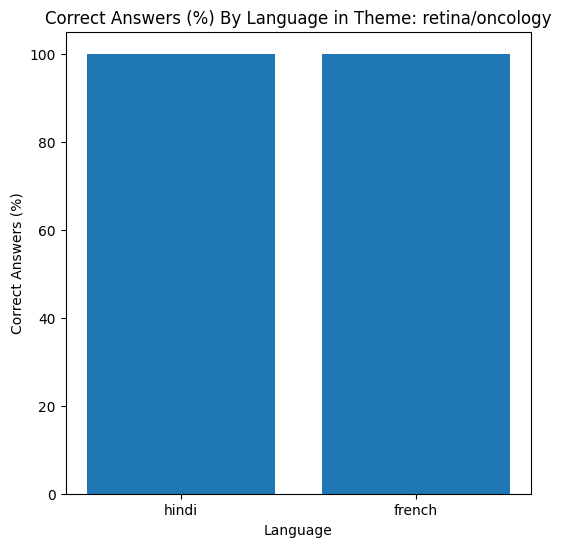 Correct Answers (%) By Language in Theme: retina/oncology
100
80
60
40
20
0
Correct Answers (%)
hindi
french
Language